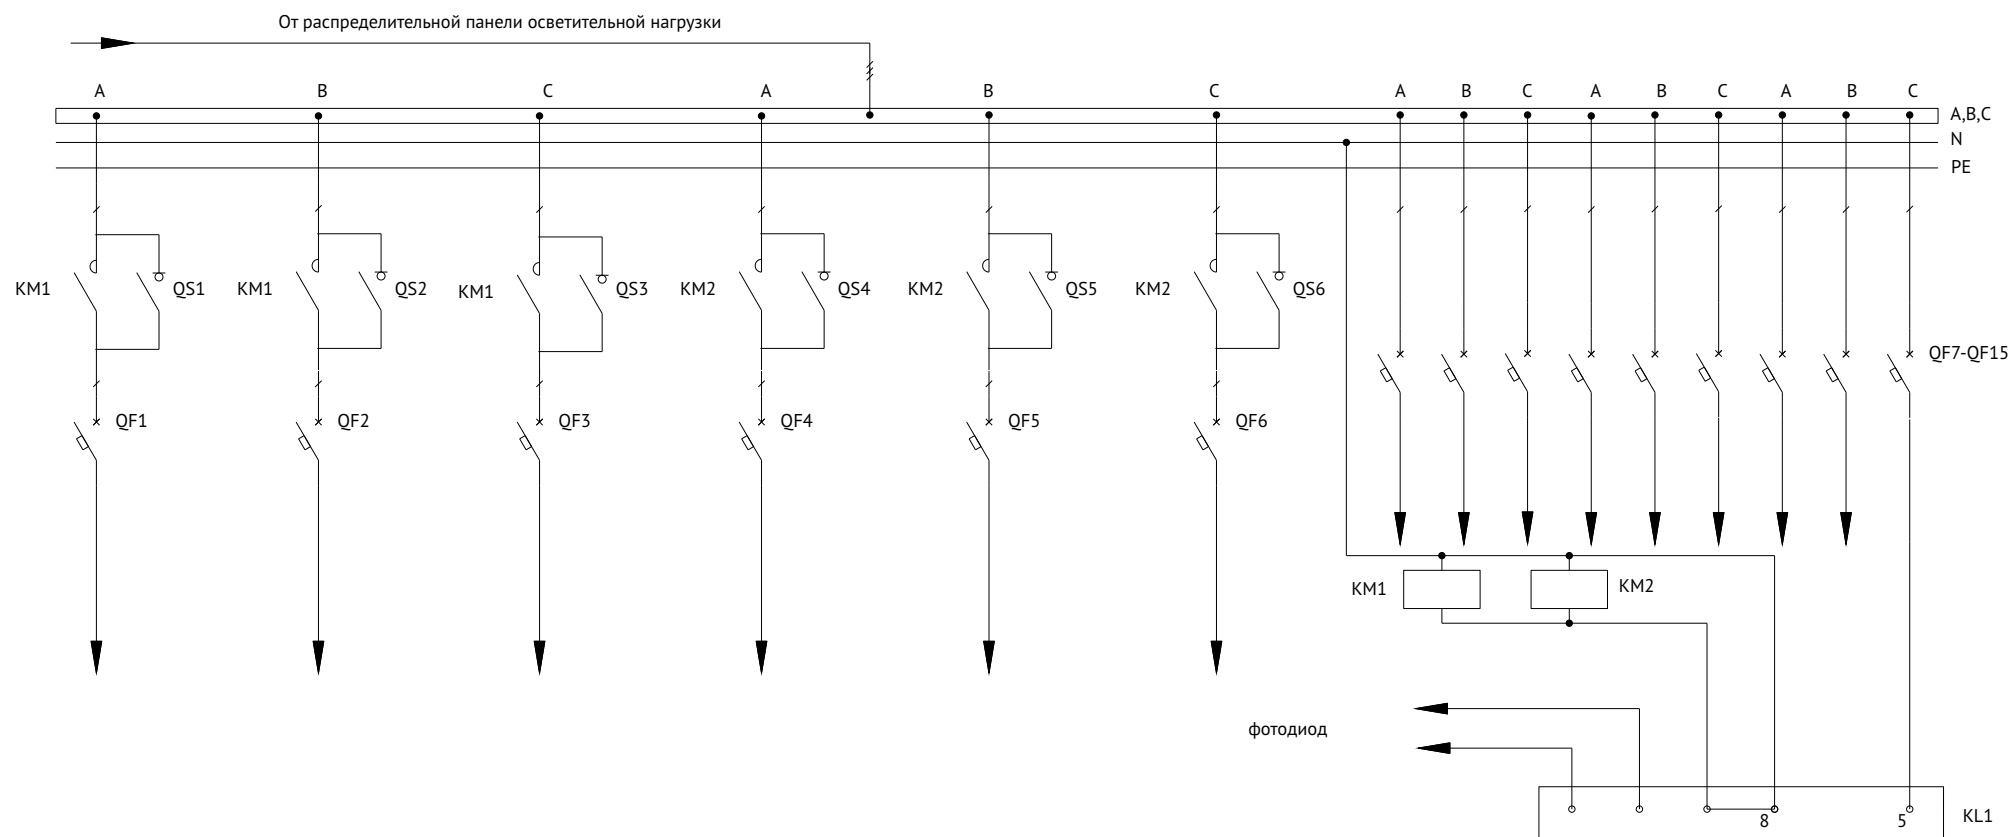 От распределительной панели осветительной нагрузки
A B C A B C A B C A B C A B C
A,B,C
N
PE
KM1 QS1 KM1 QS2 KM1 QS3 KM2 QS4 KM2 QS5 KM2 QS6
QF7-QF15
QF1 QF2 QF3 QF4 QF5 QF6
KM1 KM2
фотодиод
8 5 KL1